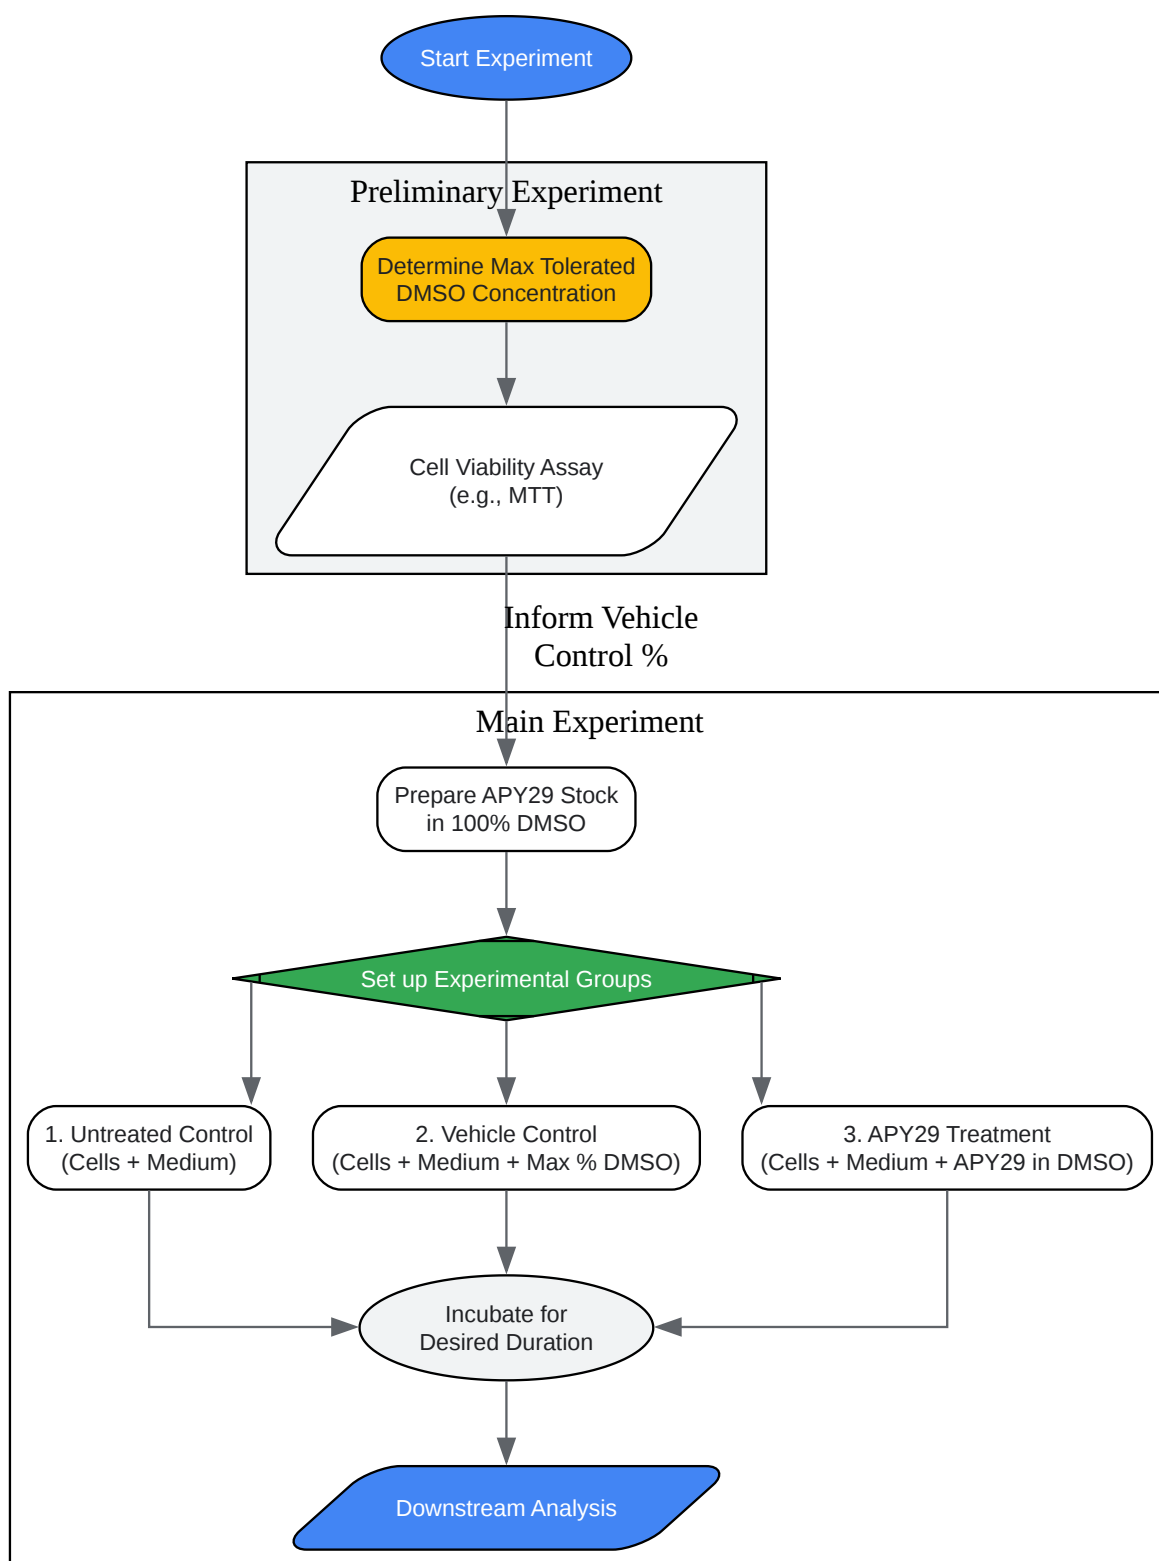 Start Experiment
Preliminary Experiment
Determine Max Tolerated
DMSO Concentration
Cell Viability Assay
(e.g., MTT)
Inform Vehicle
Control %
Main Experiment
Prepare APY29 Stock
in 100% DMSO
Set up Experimental Groups
1. Untreated Control
(Cells + Medium)
2. Vehicle Control
(Cells + Medium + Max % DMSO)
3. APY29 Treatment
(Cells + Medium + APY29 in DMSO)
Incubate for
Desired Duration
Downstream Analysis